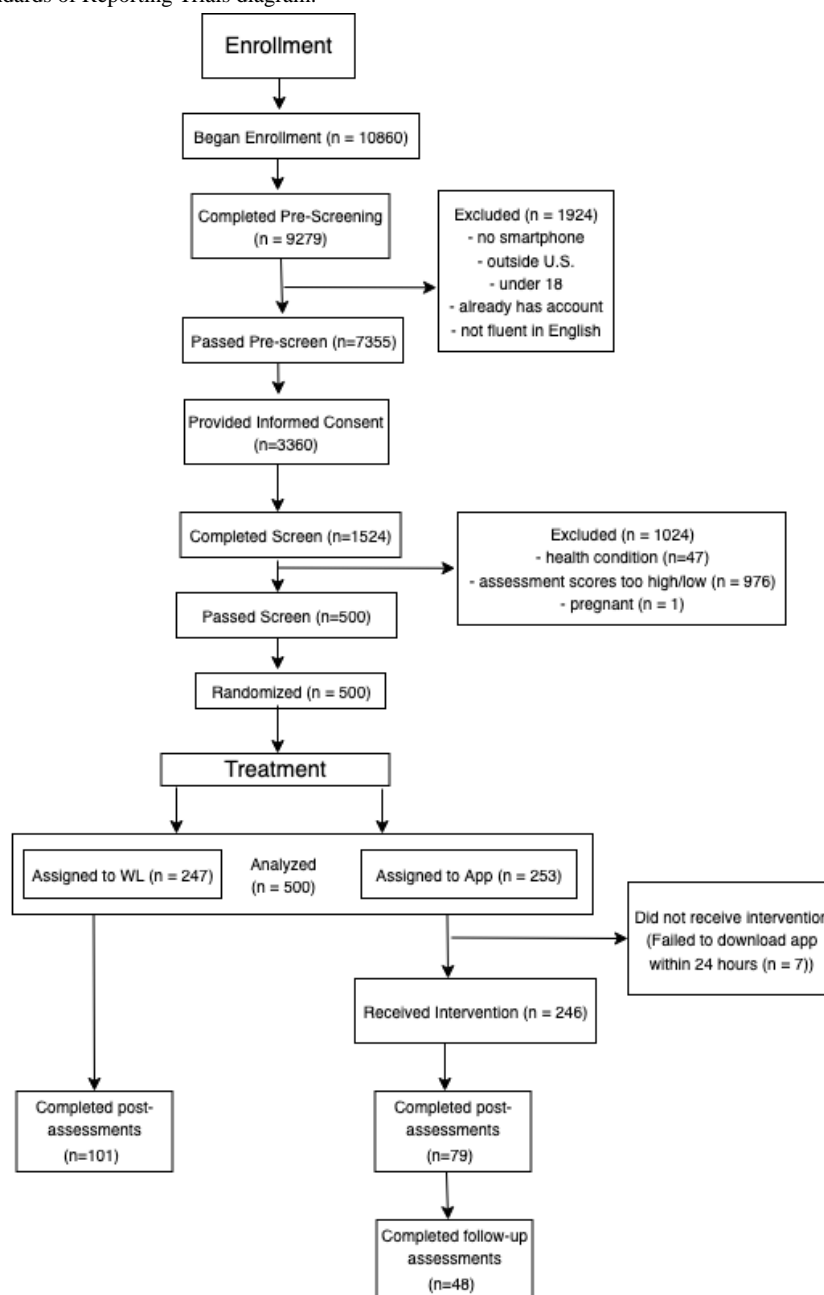 Reporting Trials diagram.
Enrollment
Began Enrollment (n = 10860)
Completed Pre-Screening
(n = 9279)
Excluded (n = 1924)
- no smartphone
- outside U.S.
- under 18
- already has account
- not fluent in English
Passed Pre-screen (n=7355)
Provided Informed Consent
(n=3360)
Completed Screen (n=1524)
Excluded (n = 1024)
- health condition (n=47)
- assessment scores too high/low (n = 976)
- pregnant (n = 1)
Passed Screen (n=500)
Randomized (n = 500)
Treatment
Assigned to WL (n = 247)
Analyzed
(n = 500)
Assigned to App (n = 253)
Did not receive intervention
(Failed to download app
within 24 hours (n = 7))
Received Intervention (n = 246)
Completed post-
assessments
(n=101)
Completed post-
assessments
(n=79)
Completed follow-up
assessments
(n=48)